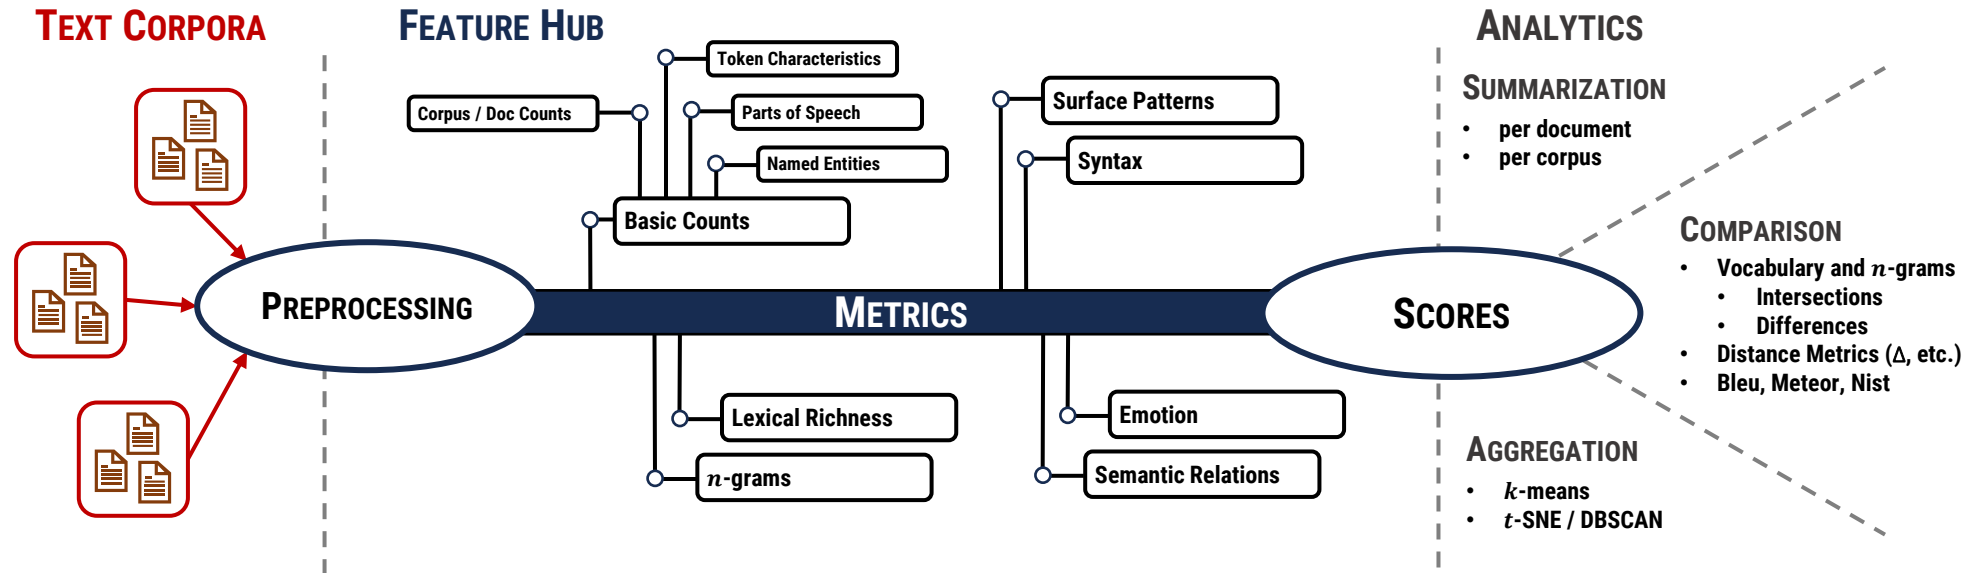 TEXT CORPORA
FEATURE HUB
ANALYTICS
Token Characteristics
Corpus / Doc Counts
Parts of Speech
Named Entities
Basic Counts
Surface Patterns
Syntax
PREPROCESSING
METRICS
SCORES
Lexical Richness
n-grams
Emotion
Semantic Relations
SUMMARIZATION
• per document
• per corpus
COMPARISON
• Vocabulary and n-grams
• Intersections
• Differences
• Distance Metrics (Δ, etc.)
• Bleu, Meteor, Nist
AGGREGATION
• k-means
• t-SNE / DBSCAN